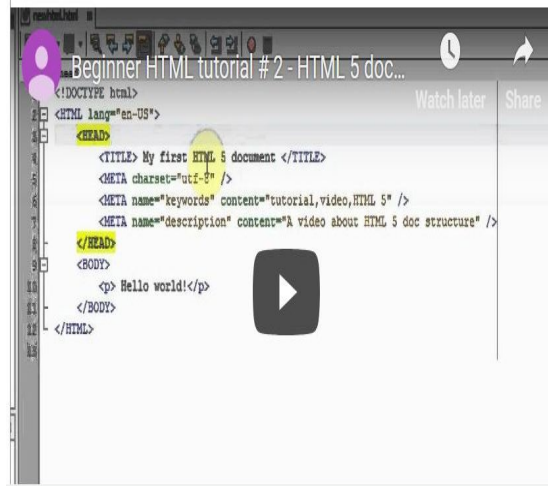 newhtml.html
Beginner HTML tutorial # 2 - HTML 5 doc...
Watch later
Share
<!DOCTYPE html>
<HTML lang="en-US">
<HEAD>
<TITLE> My first HTML 5 document </TITLE>
<META charset="utf-8" />
<META name="keywords" content="tutorial,video,HTML 5" />
<META name="description" content="A video about HTML 5 doc structure" />
</HEAD>
<BODY>
<p> Hello world!</p>
</BODY>
</HTML>